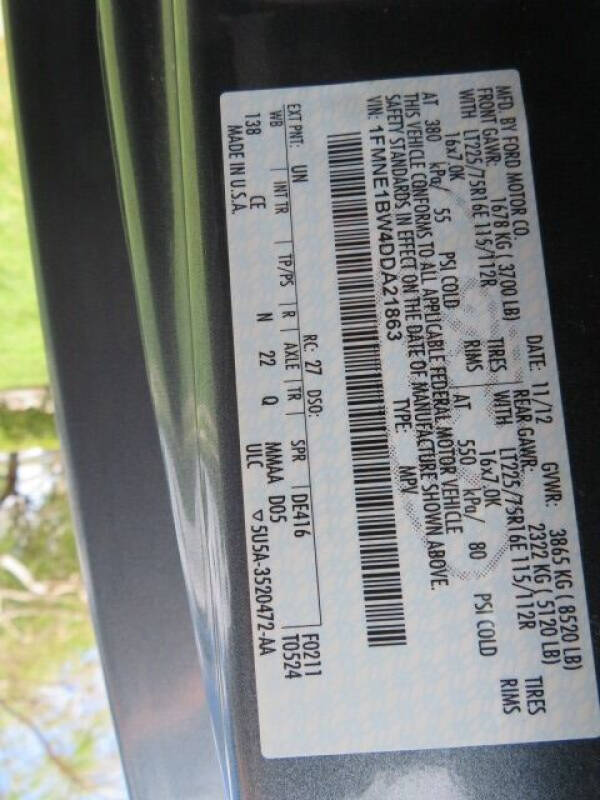 MFD. BY FORD MOTOR CO.
DATE: 11/12 GVWR: 3865 KG ( 8520 LB)
FRONT GAWR: 1678 KG ( 3700 LB) REAR GAWR: 2322 KG ( 5120 LB)
WITH LT225/75R16E 115/112R TIRES WITH LT225/75R16E 115/112R TIRES
16x7.0K RIMS 16x7.0K RIMS
AT 380 kPa/ 55 PSI COLD AT 550 kPa/ 80 PSI COLD
THIS VEHICLE CONFORMS TO ALL APPLICABLE FEDERAL MOTOR VEHICLE
SAFETY STANDARDS IN EFFECT ON THE DATE OF MANUFACTURE SHOWN ABOVE.
VIN: 1FMNE1BW4DDA21863 TYPE: MPV
F0211
T0524
EXT PNT: UN RC: 27 DSO:
WB INT TR TP/PS R AXLE TR SPR DE416
138 CE N 22 Q MMAA D05
MADE IN U.S.A. ULC ▽5U5A-3520472-AA